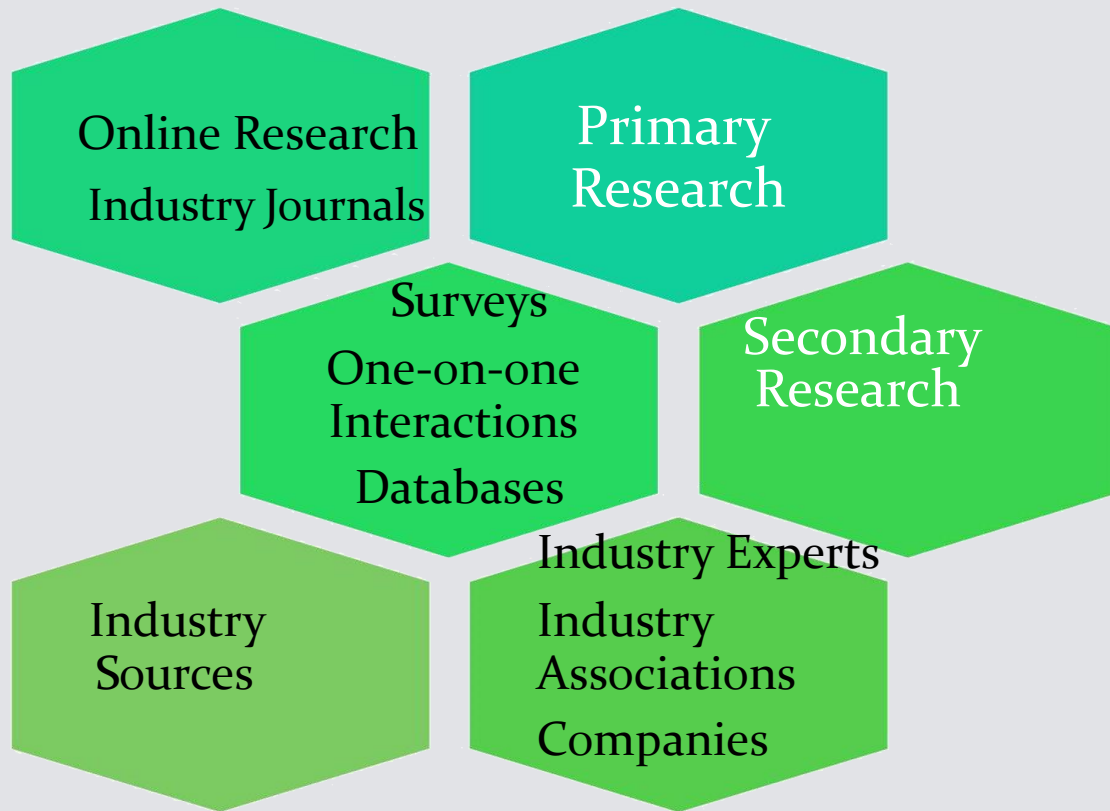 Online Research
Industry Journals
Primary
Research
Surveys
One-on-one
Interactions
Databases
Secondary
Research
Industry
Sources
Industry Experts
Industry
Associations
Companies